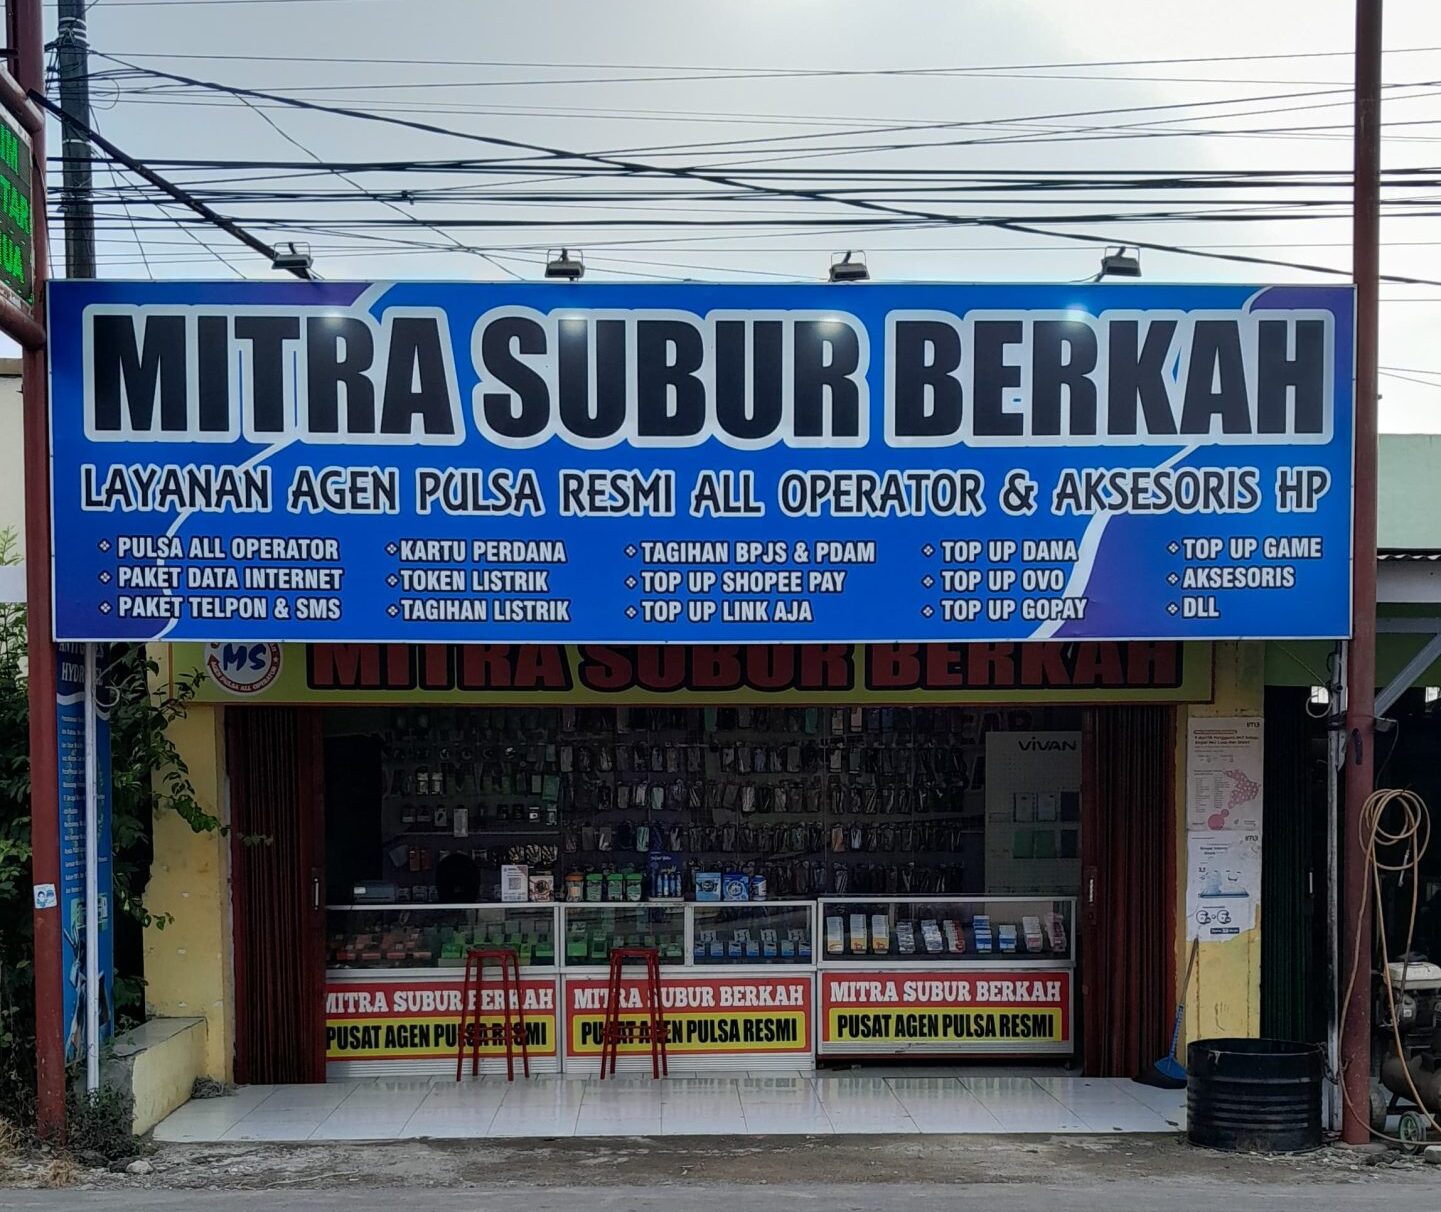 MITRA SUBUR BERKAH
LAYANAN AGEN PULSA RESMI ALL OPERATOR & AKSESORIS HP
PULSA ALL OPERATOR
PAKET DATA INTERNET
PAKET TELPON & SMS
KARTU PERDANA
TOKEN LISTRIK
TAGIHAN LISTRIK
TAGIHAN BPJS & PDAM
TOP UP SHOPEE PAY
TOP UP LINK AJA
TOP UP DANA
TOP UP OVO
TOP UP GOPAY
TOP UP GAME
AKSESORIS
DLL
MS
MITRA SUBUR BERKAH
VIVAN
MITRA SUBUR BERKAH
PUSAT AGEN PULSA RESMI
MITRA SUBUR BERKAH
PUSAT AGEN PULSA RESMI
MITRA SUBUR BERKAH
PUSAT AGEN PULSA RESMI